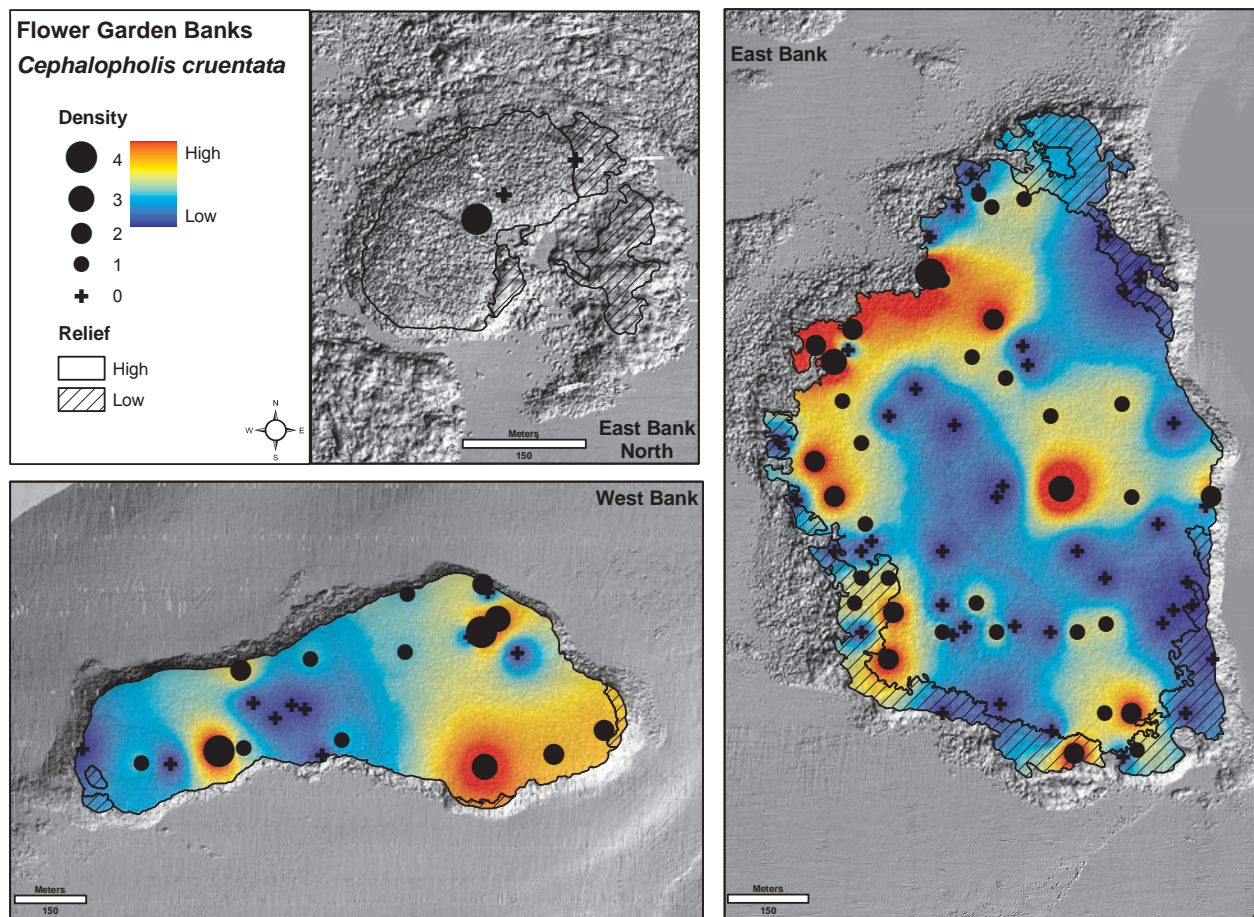 Flower Garden Banks
Cephalopholis cruentata
Density
4
3
2
1
0
High
Low
Relief
High
Low
N
W
E
S
Meters
150
East Bank
North
West Bank
Meters
150
East Bank
Meters
150